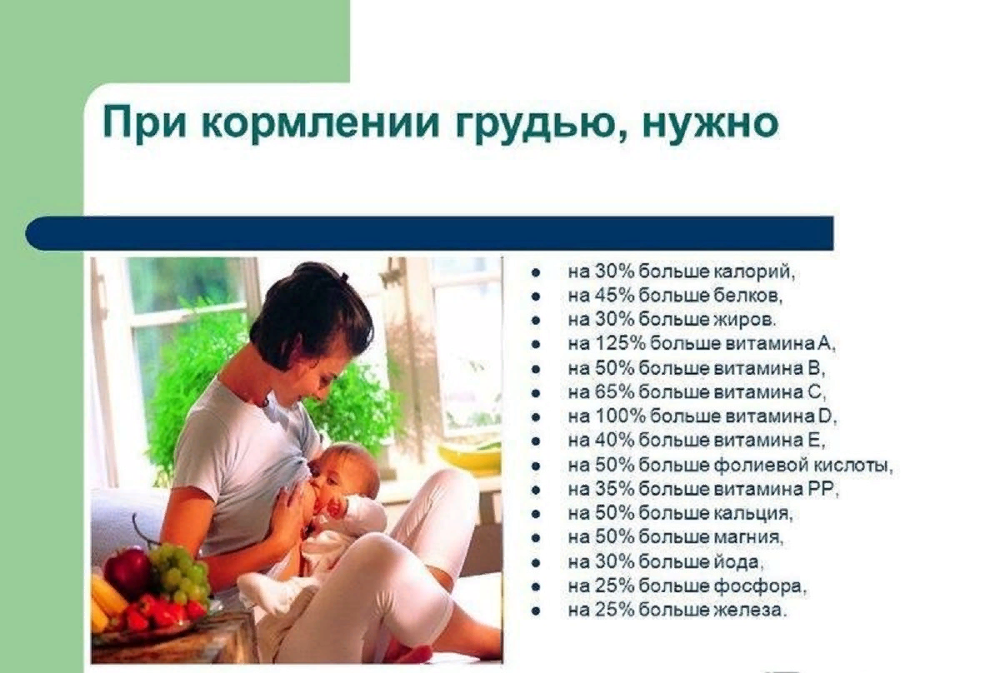 При кормлении грудью, нужно
на 30% больше калорий,
на 45% больше белков,
на 30% больше жиров.
на 125% больше витамина А,
на 50% больше витамина В,
на 65% больше витамина С,
на 100% больше витамина D,
на 40% больше витамина Е,
на 50% больше фолиевой кислоты,
на 35% больше витамина РР,
на 50% больше кальция,
на 50% больше магния,
на 30% больше йода,
на 25% больше фосфора,
на 25% больше железа.